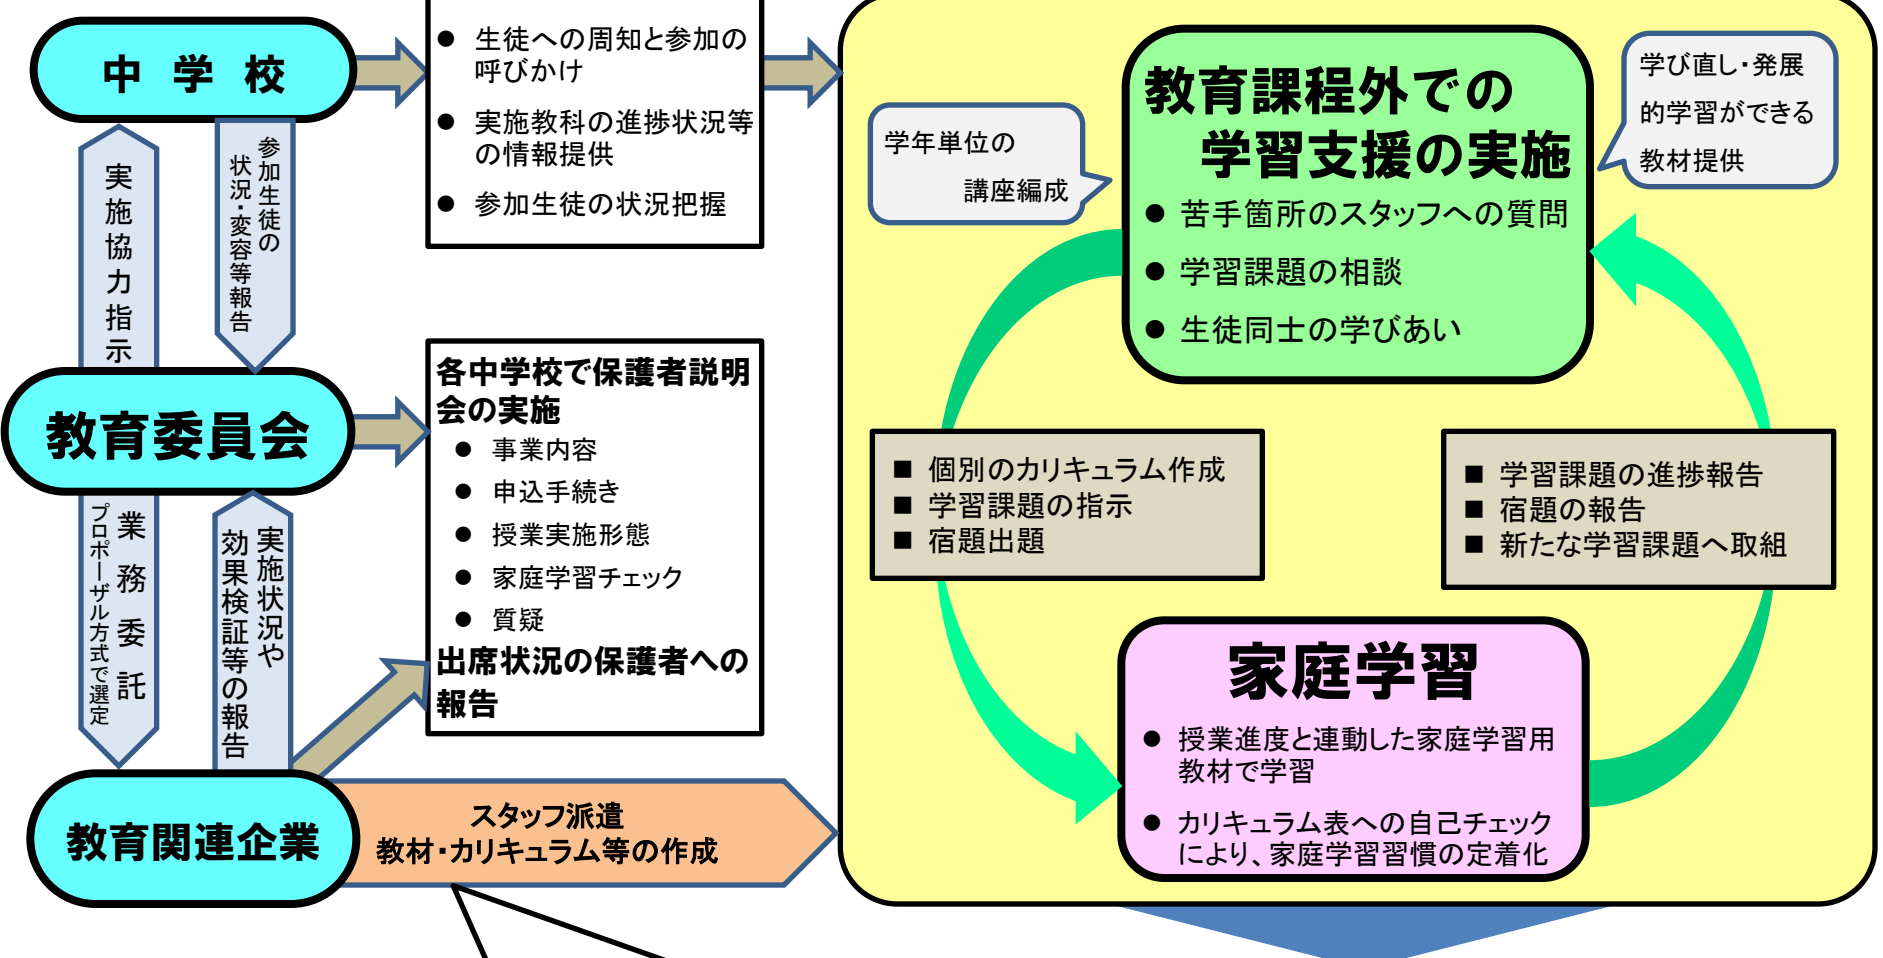 中学校
生徒への周知と参加の
呼びかけ
実施教科の進捗状況等
の情報提供
参加生徒の状況把握
実施協力指示
参加生徒の
状況・変容等報告
教育委員会
各中学校で保護者説明
会の実施
事業内容
申込手続き
授業実施形態
家庭学習チェック
質疑
出席状況の保護者への
報告
業務委託
プロポーザル方式で選定
実施状況や
効果検証等の報告
教育関連企業
スタッフ派遣
教材・カリキュラム等の作成
学年単位の
講座編成
教育課程外での
学習支援の実施
苦手箇所のスタッフへの質問
学習課題の相談
生徒同士の学びあい
学び直し・発展
的学習ができる
教材提供
■ 個別のカリキュラム作成
■ 学習課題の指示
■ 宿題出題
■ 学習課題の進捗報告
■ 宿題の報告
■ 新たな学習課題へ取組
家庭学習
授業進度と連動した家庭学習用
教材で学習
カリキュラム表への自己チェック
により、家庭学習習慣の定着化